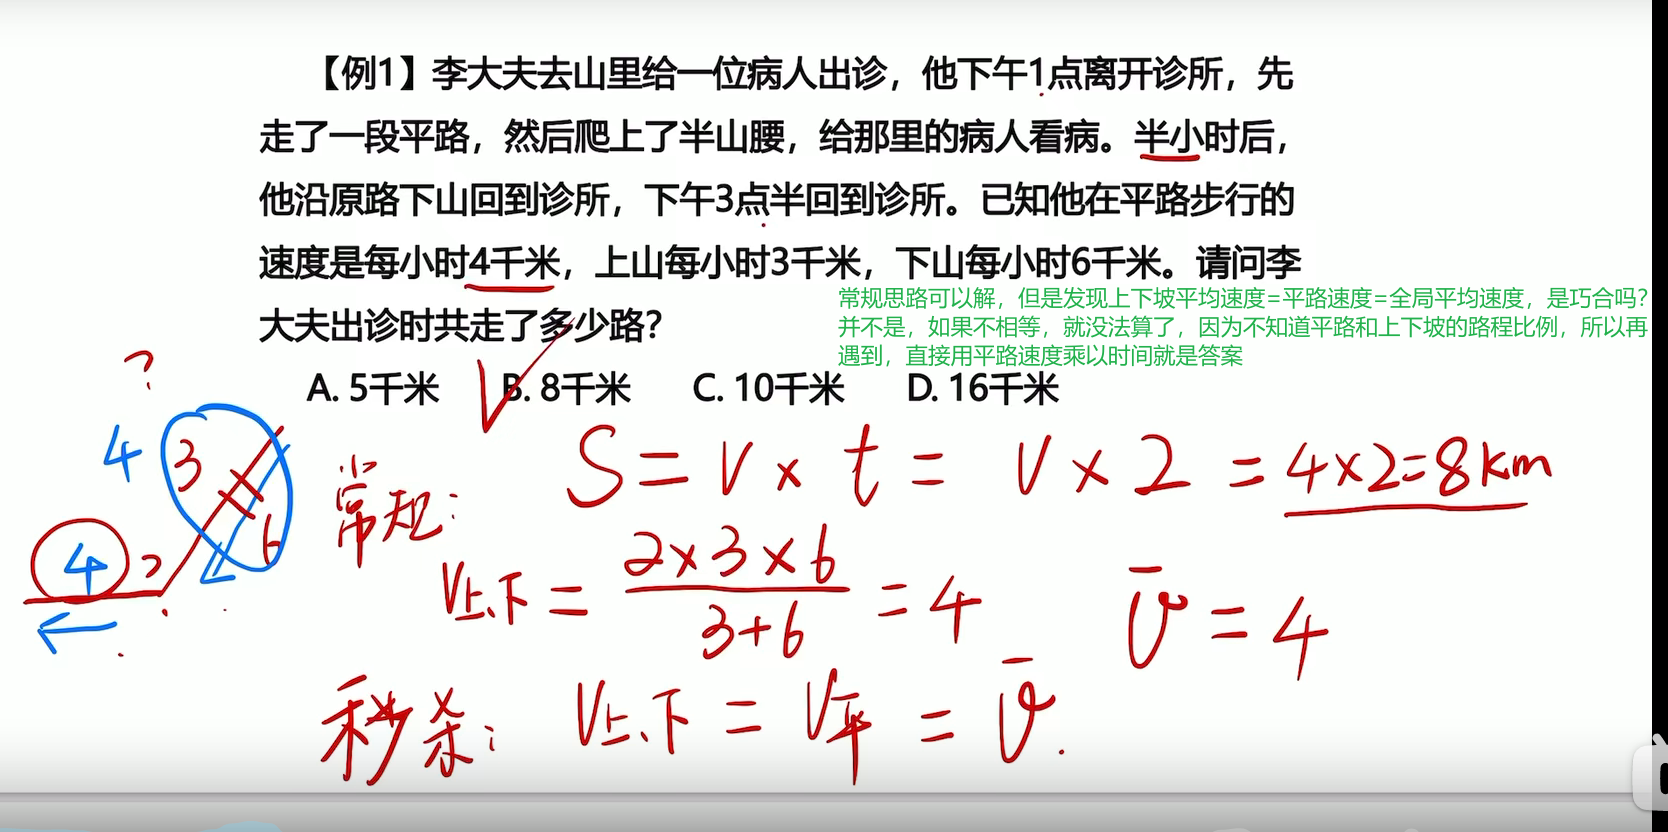 【例1】李大夫去山里给一位病人出诊，他下午1点离开诊所，先
走了一段平路，然后爬上了半山腰，给那里的病人看病。半小时后，
他沿原路下山回到诊所，下午3点半回到诊所。已知他在平路步行的
速度是每小时4千米，上山每小时3千米，下山每小时6千米。请问李
常规思路可以解，但是发现上下坡平均速度=平路速度=全局平均速度，是巧合吗？
大夫出诊时共走了多少路？
并不是，如果不相等，就没法算了，因为不知道平路和上下坡的路程比例，所以再
遇到，直接用平路速度乘以时间就是答案
?
A. 5千米 B. 8千米 C. 10千米 D. 16千米
4 3
常规： S = V × t = V × 2 = 4×2=8km
6
4 ?
V上、下 = 2×3×6 / 3+6 = 4 v̄ = 4
秒杀： V上、下 = V平 = v̄.